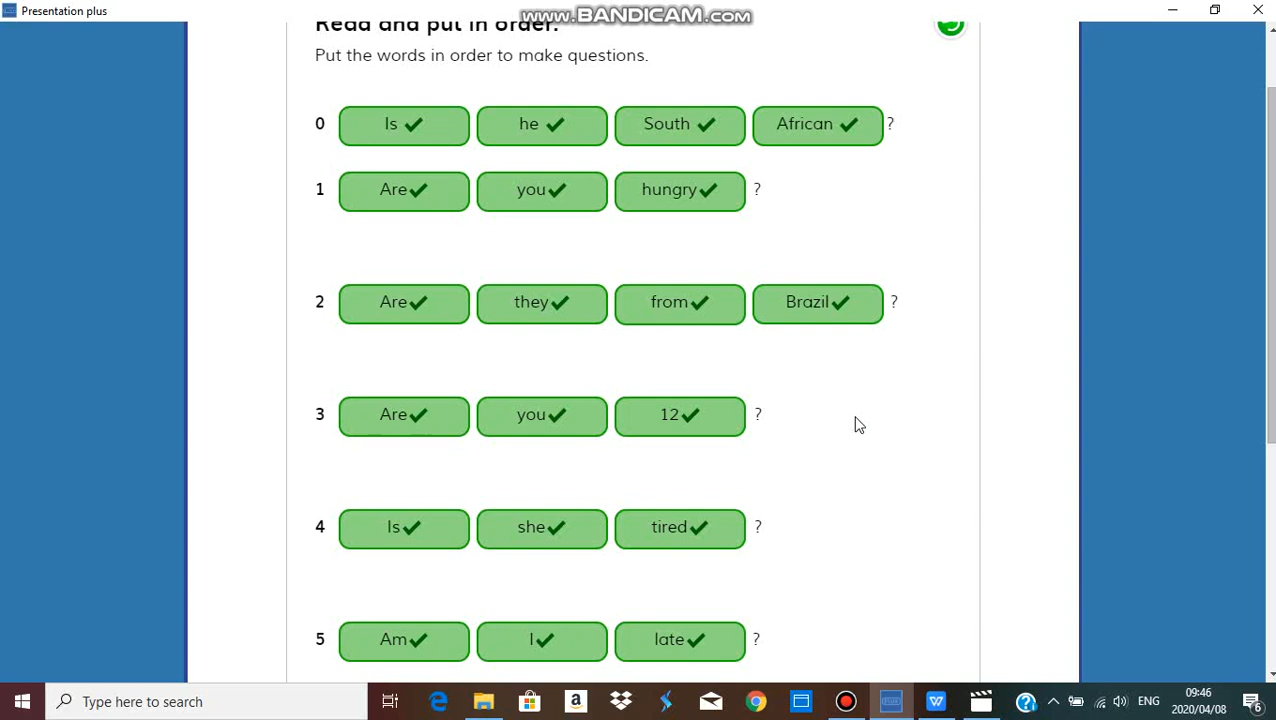 Presentation plus
www.BANDICAM.com
Read and put in order.
Put the words in order to make questions.
0 Is he South African ?
1 Are you hungry ?
2 Are they from Brazil ?
3 Are you 12 ?
4 Is she tired ?
5 Am I late ?
Type here to search
ENG
09:46
2020/04/08
6